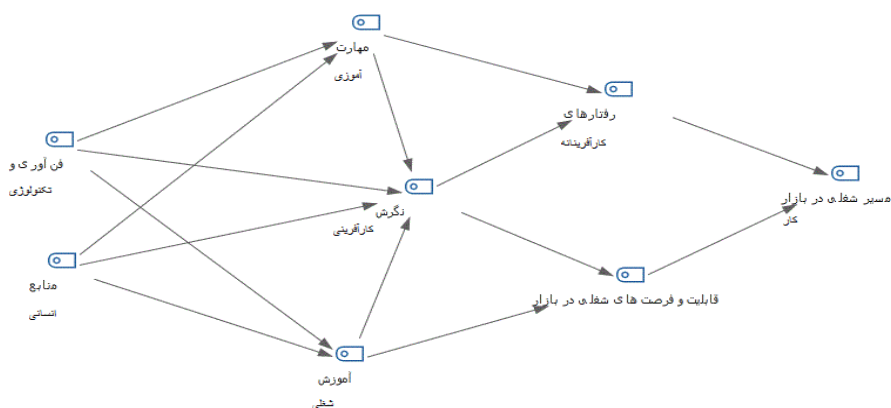 مهارت
آموزی
رفتارهای
کارآفرینانه
فن آوری و
تکنولوژی
مسیر شغلی در بازار
کار
نگرش
کارآفرینی
منابع
انسانی
قابلیت و فرصت های شغلی در بازار
آموزش
شغلی